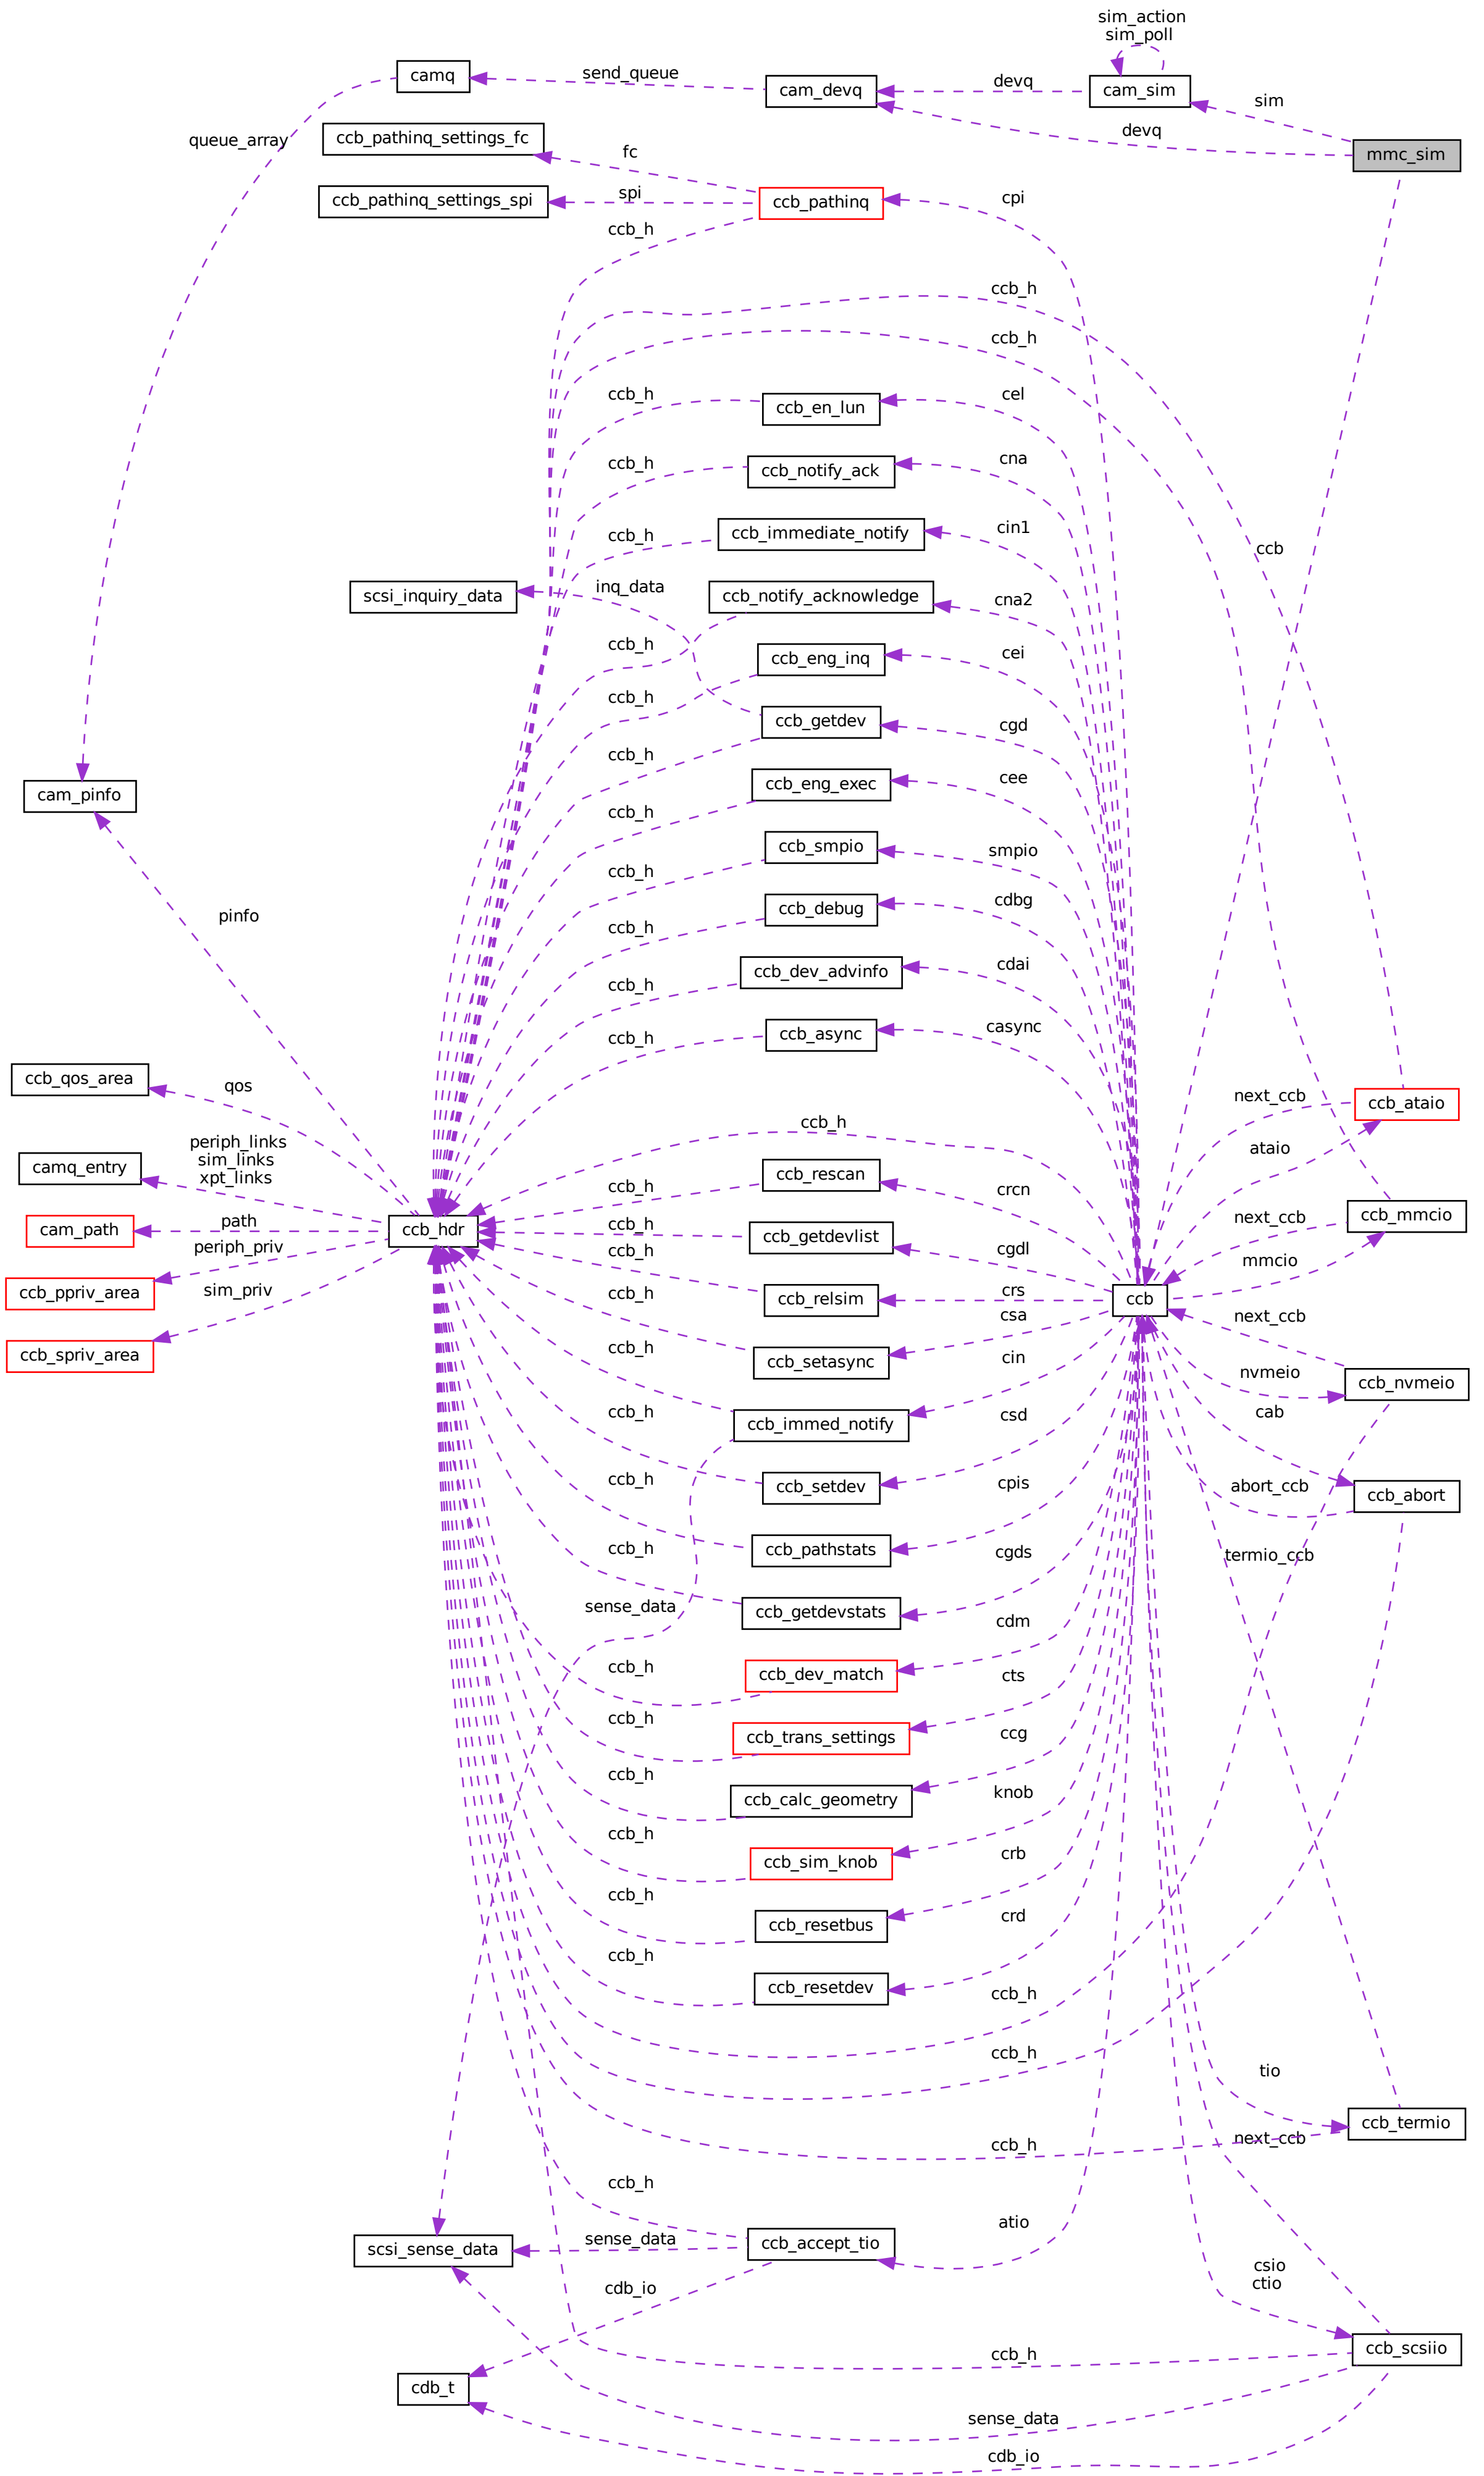 sim_action
sim_poll
camq
send_queue
cam_devq
devq
cam_sim
sim
devq
mmc_sim
queue_array
ccb_pathinq_settings_fc
fc
ccb_pathinq_settings_spi
spi
ccb_pathinq
cpi
ccb_h
ccb_h
ccb_h
ccb_h
ccb_en_lun
cel
ccb_h
ccb_notify_ack
cna
ccb_h
ccb_immediate_notify
cin1
ccb
scsi_inquiry_data
inq_data
ccb_notify_acknowledge
cna2
ccb_h
ccb_eng_inq
cei
ccb_h
ccb_getdev
cgd
ccb_h
ccb_eng_exec
cee
cam_pinfo
ccb_h
ccb_smpio
smpio
ccb_h
ccb_debug
cdbg
pinfo
ccb_h
ccb_dev_advinfo
cdai
ccb_h
ccb_async
casync
ccb_h
ccb_qos_area
qos
next_ccb
ccb_ataio
ccb_h
ataio
periph_links
sim_links
xpt_links
camq_entry
ccb_rescan
crcn
ccb_h
cam_path
path
ccb_hdr
ccb_h
ccb_getdevlist
cgdl
next_ccb
ccb_mmcio
periph_priv
ccb_h
mmcio
ccb_ppriv_area
sim_priv
ccb_h
ccb_relsim
crs
ccb
csa
next_ccb
ccb_spriv_area
ccb_h
ccb_setasync
cin
nvmeio
ccb_nvmeio
ccb_h
ccb_immed_notify
csd
cab
ccb_h
ccb_setdev
cpis
abort_ccb
ccb_abort
ccb_h
ccb_pathstats
cgds
termio_ccb
sense_data
ccb_getdevstats
cdm
ccb_h
ccb_dev_match
cts
ccb_h
ccb_trans_settings
ccg
ccb_h
ccb_calc_geometry
knob
ccb_h
ccb_sim_knob
crb
ccb_h
ccb_resetbus
crd
ccb_h
ccb_resetdev
ccb_h
ccb_h
tio
ccb_termio
ccb_h
next_ccb
ccb_h
atio
scsi_sense_data
sense_data
ccb_accept_tio
csio
ctio
cdb_io
ccb_h
ccb_scsiio
cdb_t
sense_data
cdb_io